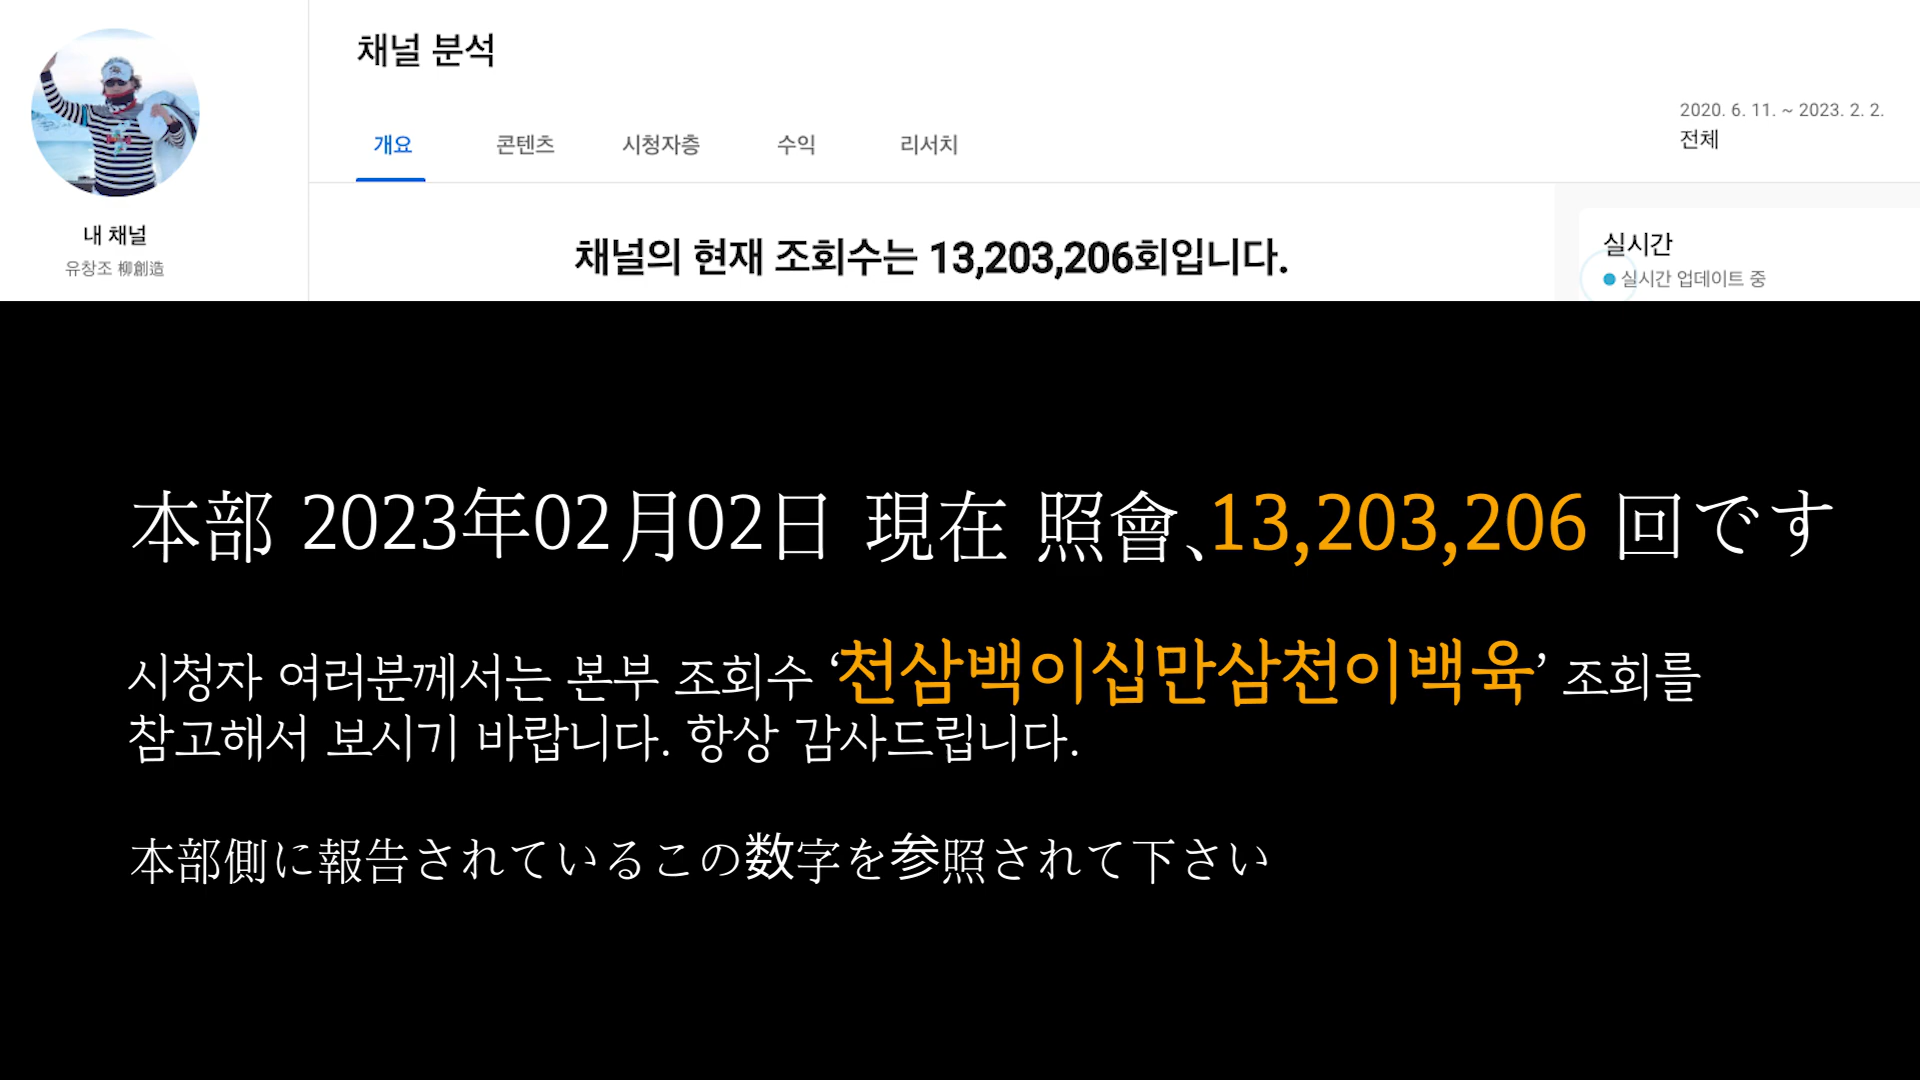 채널 분석
2020. 6. 11. ~ 2023. 2. 2.
전체
개요 콘텐츠 시청자층 수익 리서치
내 채널
유창조 柳創造
채널의 현재 조회수는 13,203,206회입니다.
실시간
실시간 업데이트 중
本部 2023年02月02日 現在 照會、13,203,206 回です
시청자 여러분께서는 본부 조회수 ‘천삼백이십만삼천이백육’ 조회를
참고해서 보시기 바랍니다. 항상 감사드립니다.
本部側に報告されているこの数字を参照されて下さい